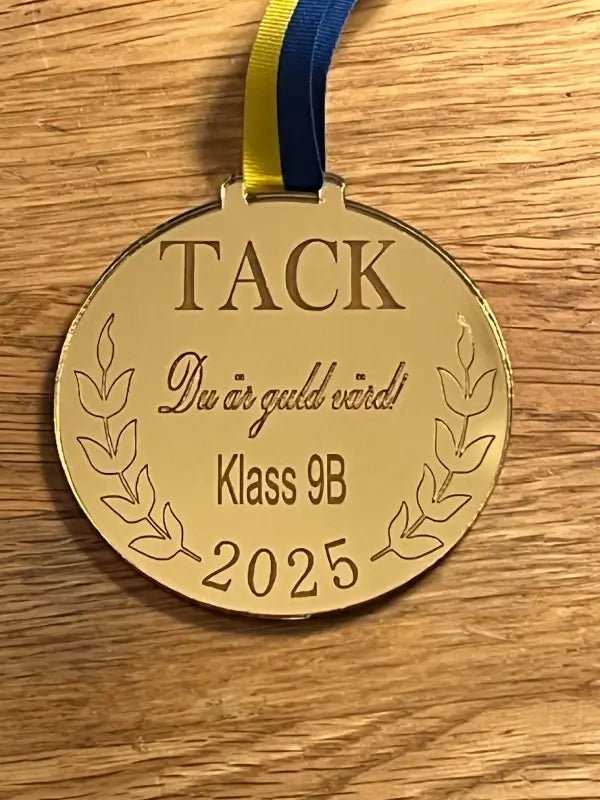 TACK
Du är guld värd!
Klass 9B
2025